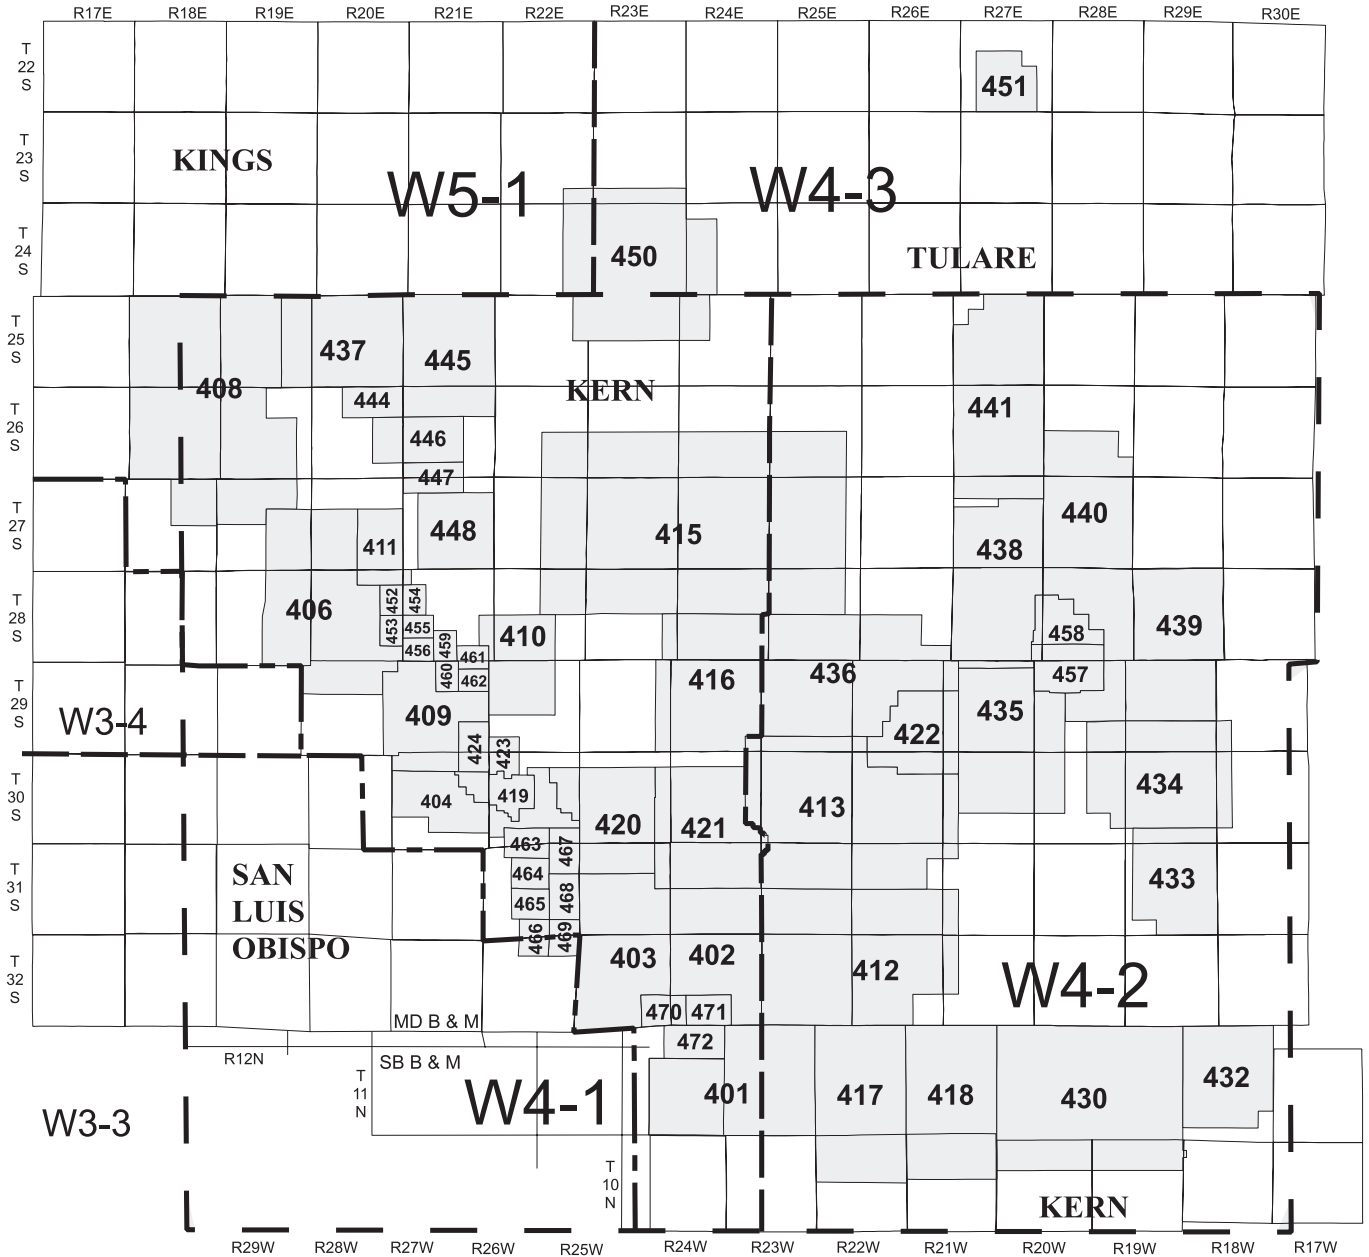 R17E R18E R19E R20E R21E R22E R23E R24E R25E R26E R27E R28E R29E R30E
T
22
S
451
T
23
S
KINGS
W5-1
W4-3
T
24
S
450
TULARE
T
25
S
437
445
408
KERN
444
441
T
26
S
446
447
T
27
S
448
415
440
411
438
T
28
S
406
452
454
453
455
456
459
410
458
439
461
460
462
416
436
457
T
29
S
W3-4
409
435
424
423
422
T
30
S
404
419
420
421
413
434
463
467
T
31
S
SAN
LUIS
OBISPO
464
465
468
433
466
469
T
32
S
403
402
412
W4-2
470
471
MD B & M
472
R12N
SB B & M
T
11
N
W3-3
W4-1
401
417
418
430
432
T
10
N
KERN
R29W R28W R27W R26W R25W R24W R23W R22W R21W R20W R19W R18W R17W